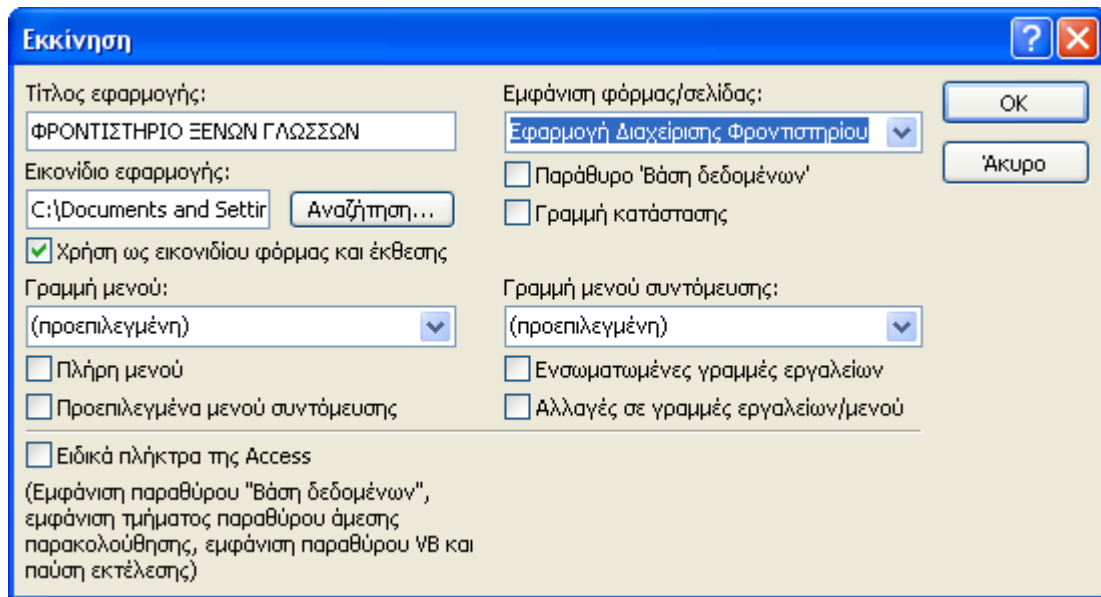 Εκκίνηση
Τίτλος εφαρμογής:
ΦΡΟΝΤΙΣΤΗΡΙΟ ΞΕΝΩΝ ΓΛΩΣΣΩΝ
Εικονίδιο εφαρμογής:
C:\Documents and Settir
Αναζήτηση...
Χρήση ως εικονιδίου φόρμας και έκθεσης
Γραμμή μενού:
(προεπιλεγμένη)
Πλήρη μενού
Προεπιλεγμένα μενού συντόμευσης
Εμφάνιση φόρμας/σελίδας:
Εφαρμογή Διαχείρισης Φροντιστηρίου
Παράθυρο 'Βάση δεδομένων'
Γραμμή κατάστασης
Γραμμή μενού συντόμευσης:
(προεπιλεγμένη)
Ενσωματωμένες γραμμές εργαλείων
Αλλαγές σε γραμμές εργαλείων/μενού
OK
Άκυρο
Ειδικά πλήκτρα της Access
(Εμφάνιση παραθύρου "Βάση δεδομένων",
εμφάνιση τμήματος παραθύρου άμεσης
παρακολούθησης, εμφάνιση παραθύρου VB και
παύση εκτέλεσης)